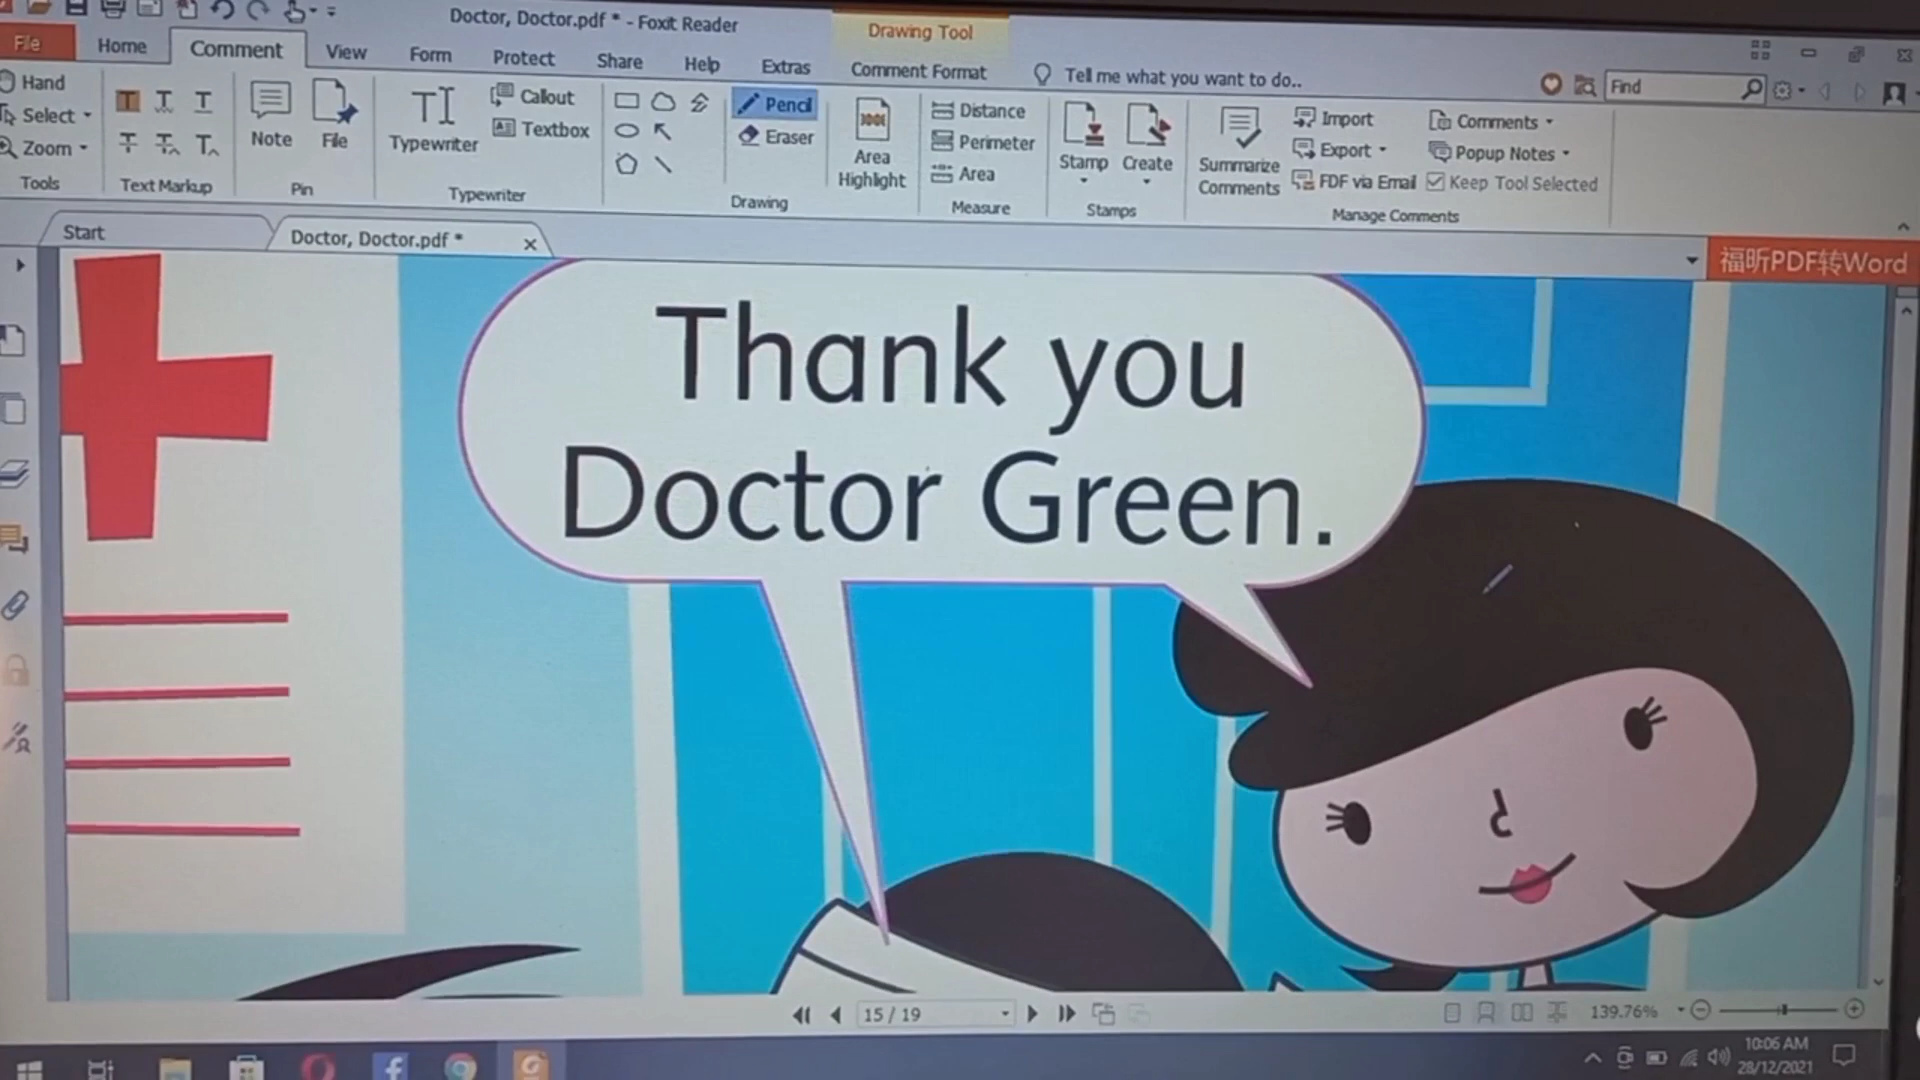 Doctor, Doctor.pdf * - Foxit Reader
Drawing Tool
File
Home
Comment
View
Form
Protect
Share
Help
Extras
Comment Format
Tell me what you want to do..
Find
Hand
Select
Zoom
Tools
Text Markup
Note
File
Pin
Typewriter
Callout
Textbox
Typewriter
Pencil
Eraser
Drawing
Area
Highlight
Distance
Perimeter
Area
Measure
Stamp
Create
Stamps
Summarize
Comments
Import
Export
FDF via Email
Comments
Popup Notes
Keep Tool Selected
Manage Comments
Start
Doctor, Doctor.pdf *
福昕PDF转Word
Thank you
Doctor Green.
15 / 19
139.76%
10:06 AM
28/12/2021